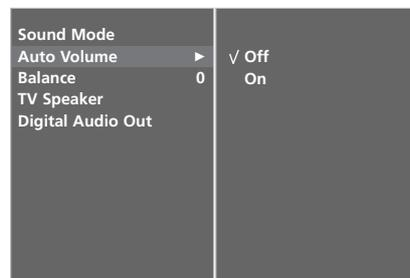 Sound Mode
Auto Volume ►
Balance 0
TV Speaker
Digital Audio Out
√ Off
On